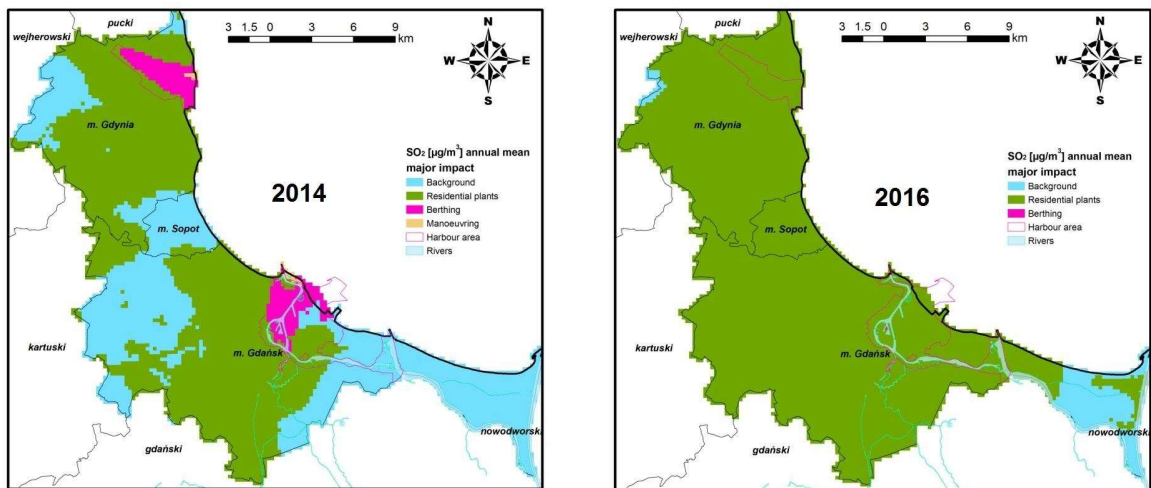 pucki
wejherowski
3 1.5 0 3 6 9
km
N
W E
S
m. Gdynia
SO₂ [µg/m³] annual mean
major impact
Background
Residential plants
Berthing
Manoeuvring
Harbour area
Rivers
2014
m. Sopot
kartuski
m. Gdańsk
nowodworski
gdański
pucki
wejherowski
3 1.5 0 3 6 9
km
N
W E
S
m. Gdynia
SO₂ [µg/m³] annual mean
major impact
Background
Residential plants
Berthing
Harbour area
Rivers
2016
m. Sopot
kartuski
m. Gdańsk
nowodworski
gdański